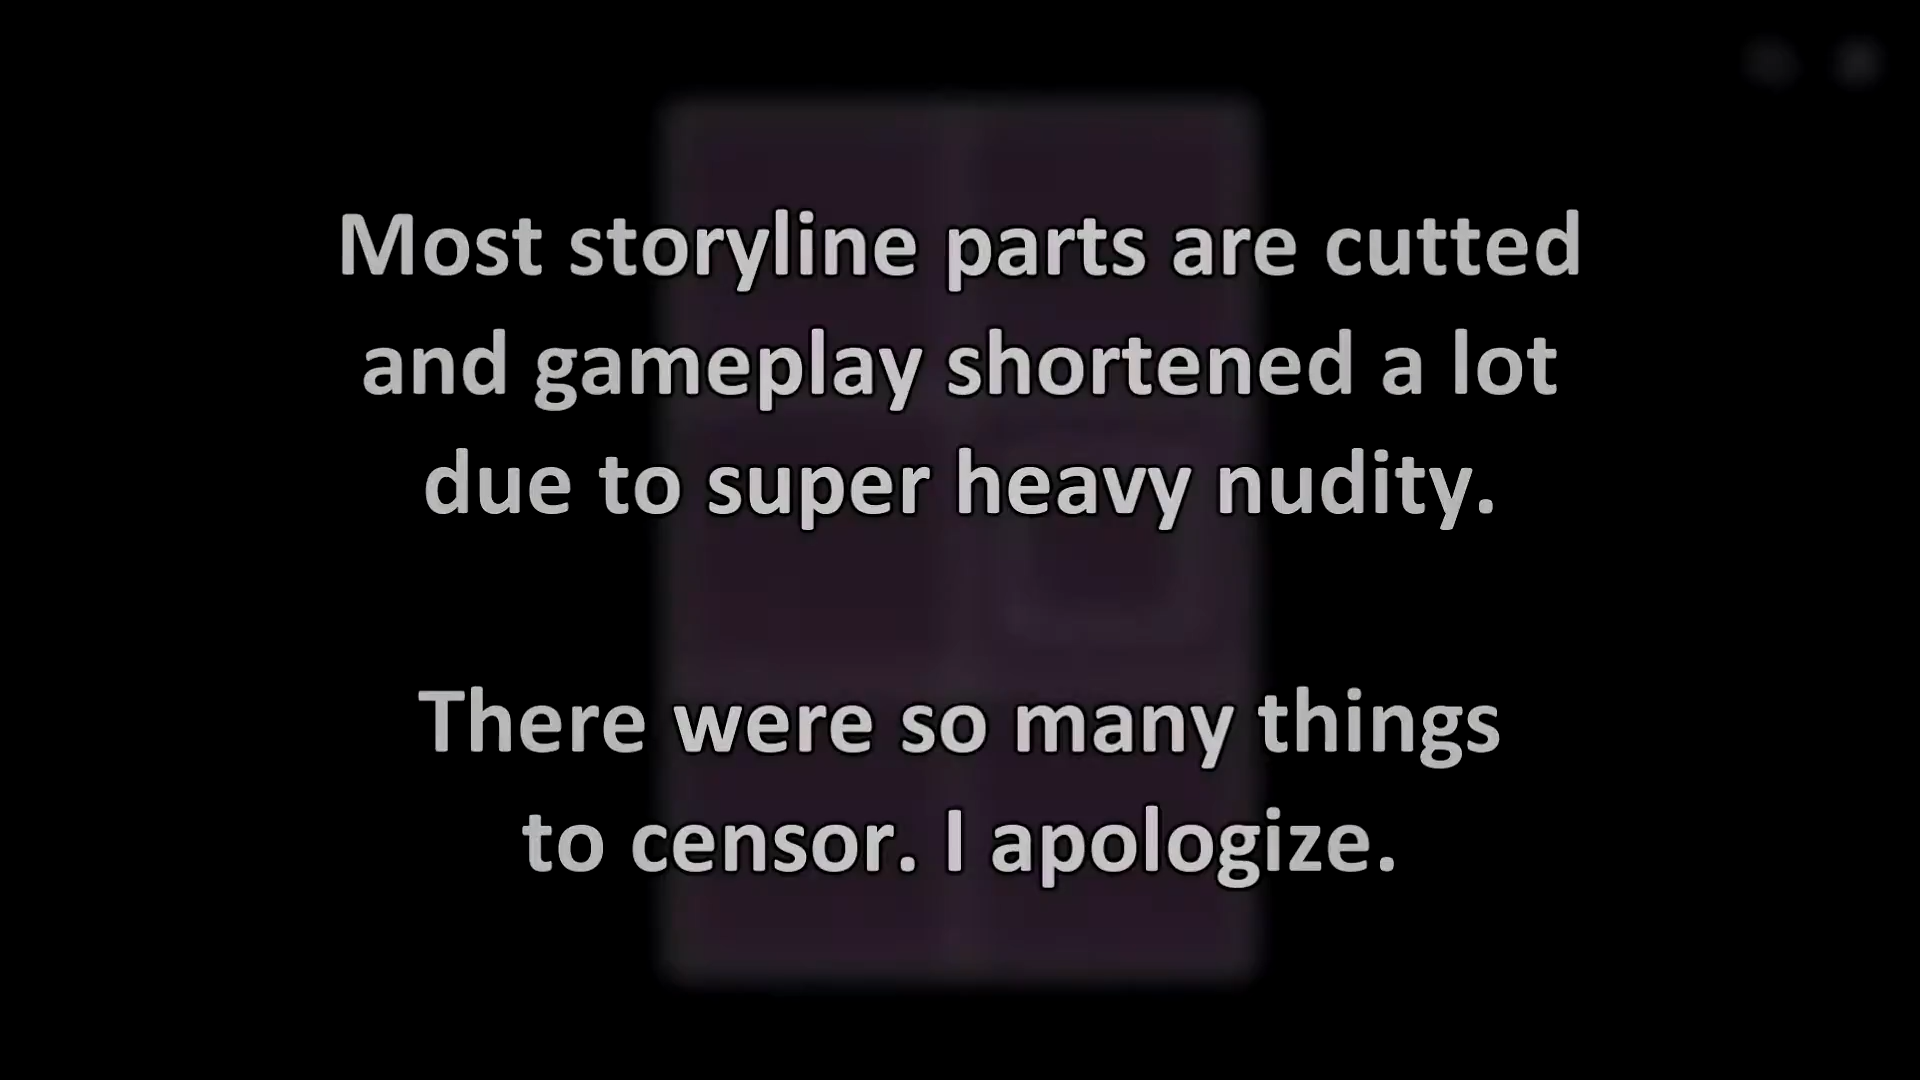 Most storyline parts are cutted
and gameplay shortened a lot
due to super heavy nudity.
There were so many things
to censor. I apologize.